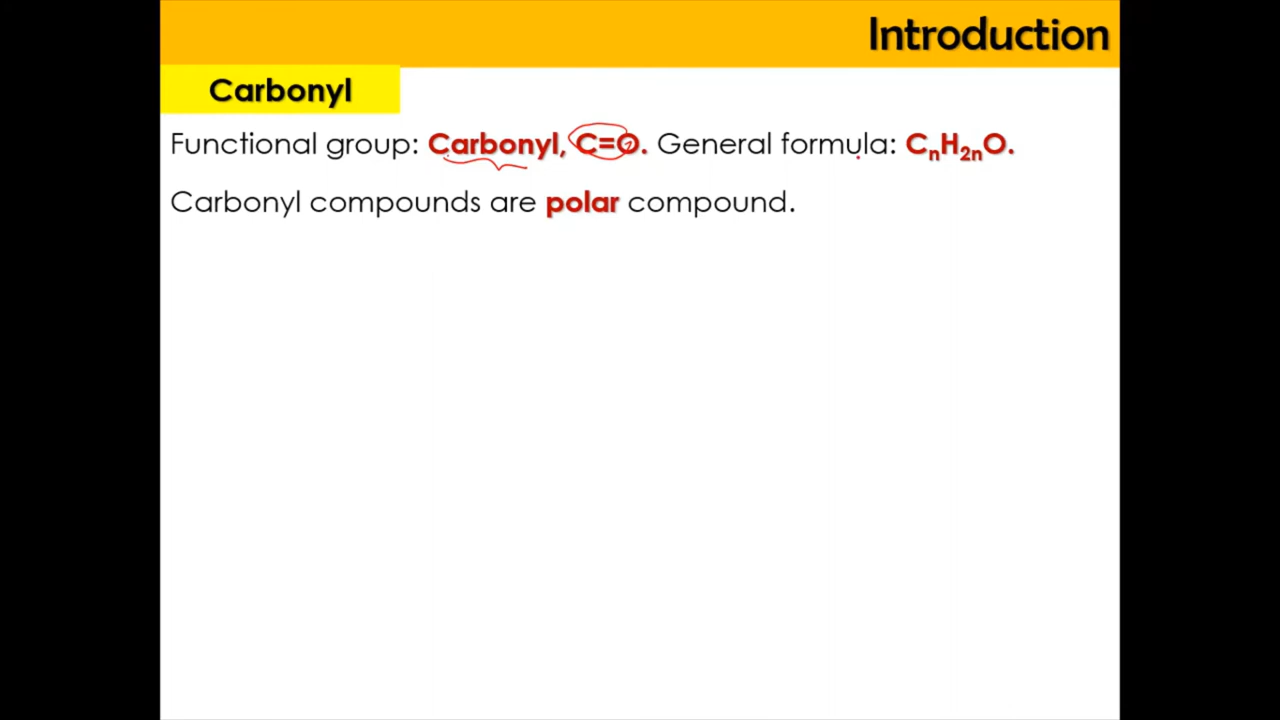 Introduction
Carbonyl
Functional group: Carbonyl, C=O. General formula: CₙH₂ₙO.
Carbonyl compounds are polar compound.